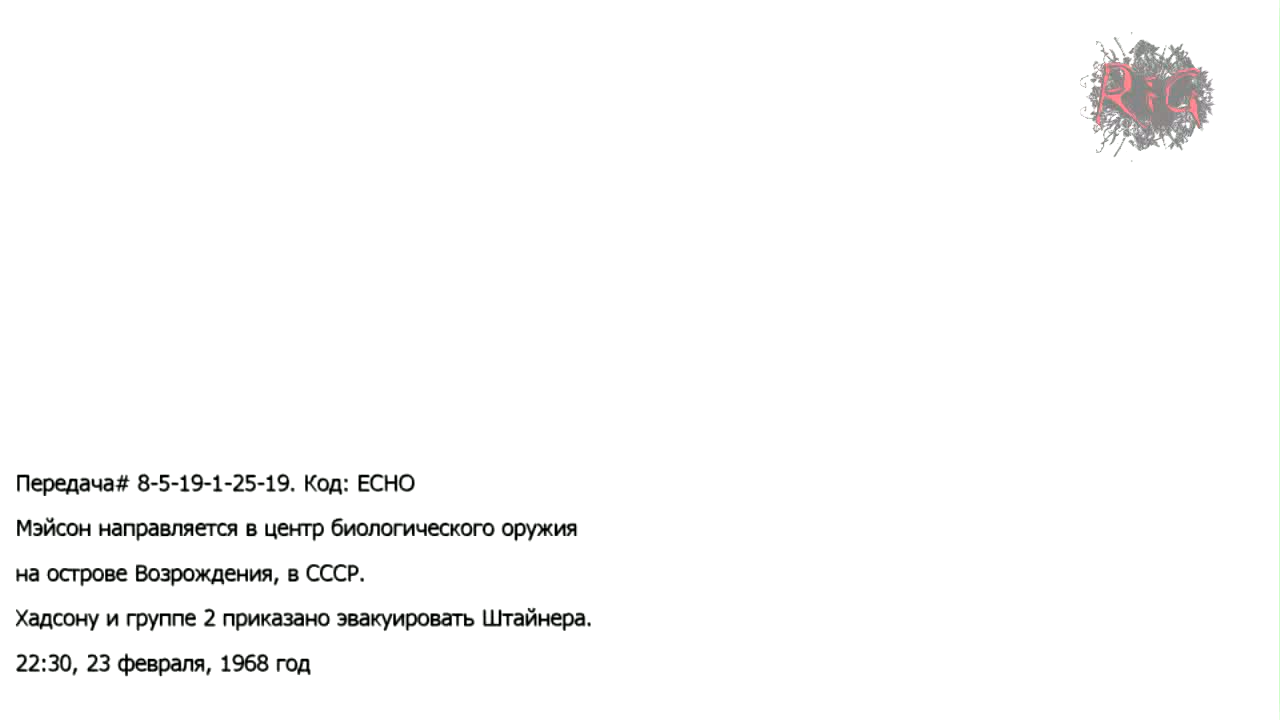 RiG
Передача# 8-5-19-1-25-19. Код: ECHO
Мэйсон направляется в центр биологического оружия
на острове Возрождения, в СССР.
Хадсону и группе 2 приказано эвакуировать Штайнера.
22:30, 23 февраля, 1968 год